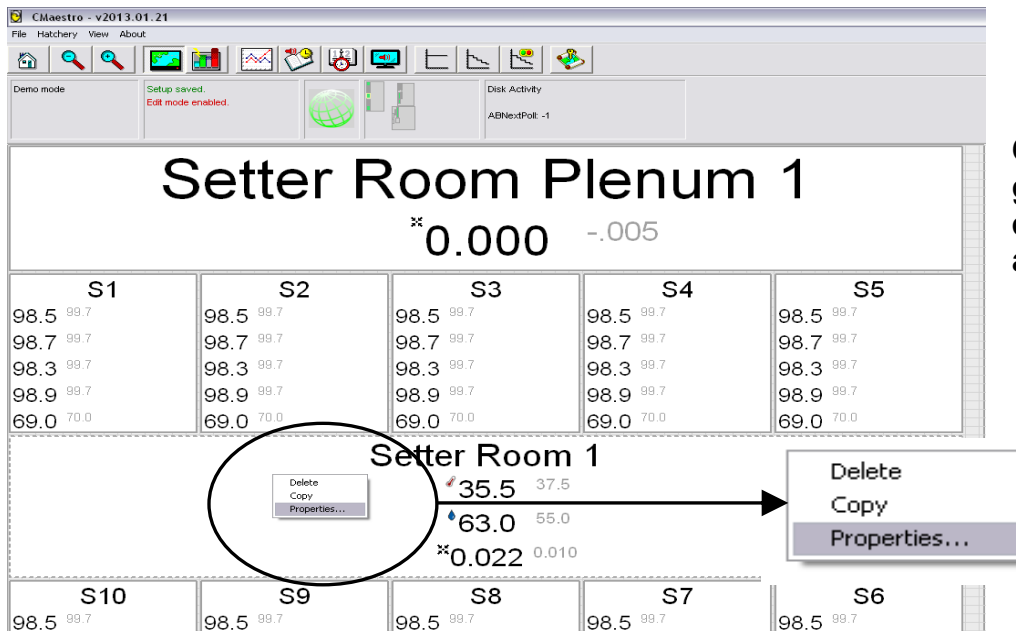 CMaestro - v2013.01.21
File Hatchery View About
Demo mode
Setup saved.
Edit mode enabled.
Disk Activity
ABNextPoll: -1
Setter Room Plenum 1
0.000 -.005
S1 S2 S3 S4 S5
98.5 99.7 98.5 99.7 98.5 99.7 98.5 99.7 98.5 99.7
98.7 99.7 98.7 99.7 98.7 99.7 98.7 99.7 98.7 99.7
98.3 99.7 98.3 99.7 98.3 99.7 98.3 99.7 98.3 99.7
98.9 99.7 98.9 99.7 98.9 99.7 98.9 99.7 98.9 99.7
69.0 70.0 69.0 70.0 69.0 70.0 69.0 70.0 69.0 70.0
Setter Room 1
35.5 37.5
63.0 55.0
0.022 0.010
Delete
Copy
Properties...
Delete
Copy
Properties...
S10 S9 S8 S7 S6
98.5 99.7 98.5 99.7 98.5 99.7 98.5 99.7 98.5 99.7